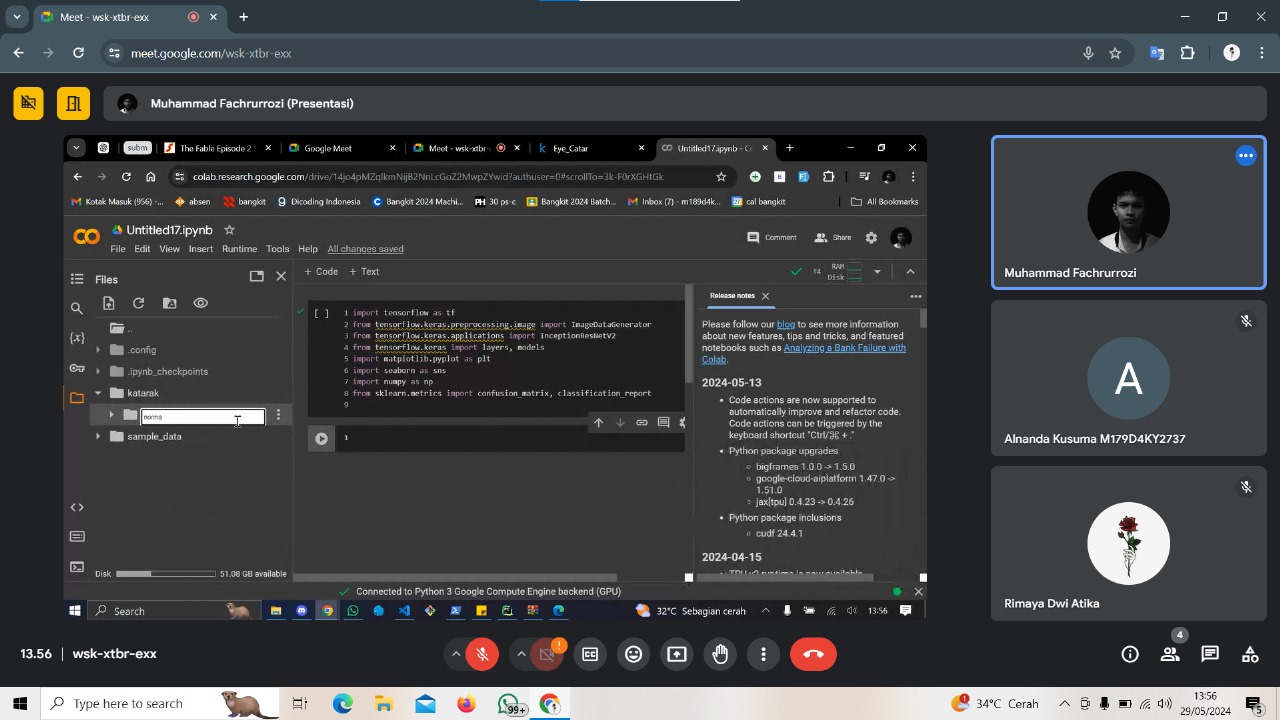 Meet - wsk-xtbr-exx
meet.google.com/wsk-xtbr-exx
Muhammad Fachrurrozi (Presentasi)
subm
The Fable Episode 2
Google Meet
Meet - wsk-xtbr-
Eye_Catar
Untitled17.ipynb - C
colab.research.google.com/drive/14jo4pMZqIkmNijB2NnLcGoZ2MwpZYwid?authuser=0#scrollTo=3k-F0rXGHtGk
Kotak Masuk (956) -
absen
bangkit
Dicoding Indonesia
Bangkit 2024 Machi...
30 ps-c
Bangkit 2024 Batch...
Inbox (7) - m189d4k...
cal bangkit
All Bookmarks
Untitled17.ipynb
File Edit View Insert Runtime Tools Help All changes saved
Comment
Share
Files
+ Code + Text
T4 RAM
Disk
..
.config
.ipynb_checkpoints
katarak
norma
sample_data
Disk
51.08 GB available
[ ]
1 import tensorflow as tf
2 from tensorflow.keras.preprocessing.image import ImageDataGenerator
3 from tensorflow.keras.applications import InceptionResNetV2
4 from tensorflow.keras import layers, models
5 import matplotlib.pyplot as plt
6 import seaborn as sns
7 import numpy as np
8 from sklearn.metrics import confusion_matrix, classification_report
9
1
Release notes
Please follow our blog to see more information
about new features, tips and tricks, and featured
notebooks such as Analyzing a Bank Failure with
Colab.
2024-05-13
Code actions are now supported to
automatically improve and refactor code.
Code actions can be triggered by the
keyboard shortcut "Ctrl/⌘ + ."
Python package upgrades
bigframes 1.0.0 -> 1.5.0
google-cloud-aiplatform 1.47.0 ->
1.51.0
jax[tpu] 0.4.23 -> 0.4.26
Python package inclusions
cudf 24.4.1
2024-04-15
TPU v2 runtime is now available
Connected to Python 3 Google Compute Engine backend (GPU)
Search
32°C Sebagian cerah
13:56
Muhammad Fachrurrozi
A
Alnanda Kusuma M179D4KY2737
Rimaya Dwi Atika
13.56 | wsk-xtbr-exx
4
Type here to search
99+
34°C Cerah
13:56
29/05/2024
5